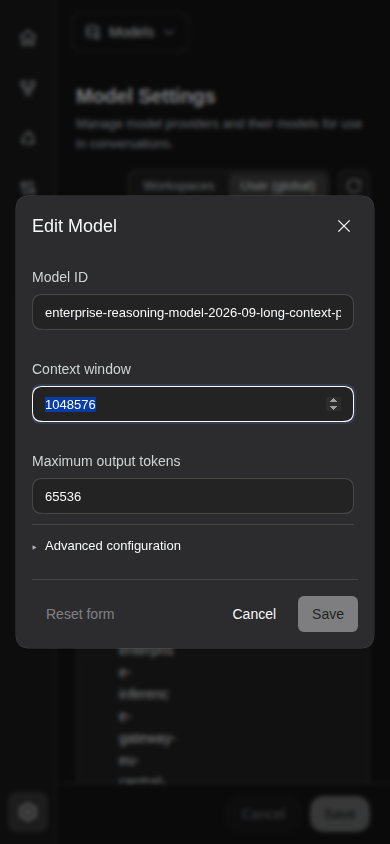 Models
Model Settings
Manage model providers and their models for use
in conversations.
Workspaces
User (global)
Edit Model
Model ID
enterprise-reasoning-model-2026-09-long-context-p
Context window
1048576
Maximum output tokens
65536
Advanced configuration
Reset form
Cancel
Save
e-
inferenc
e-
gateway-
eu-
central-
Cancel
Save